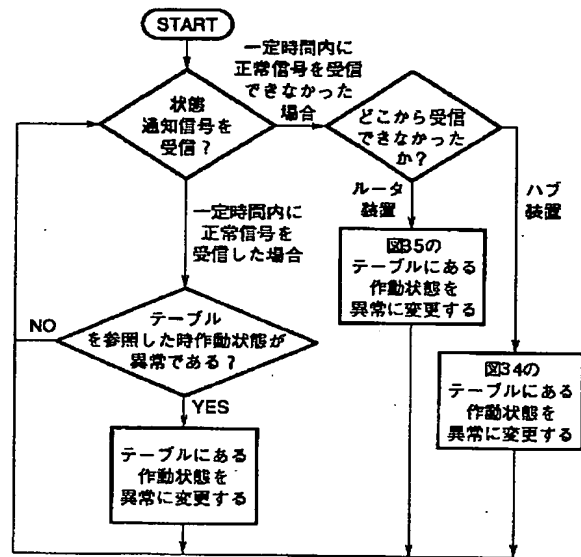 START
一定時間内に
正常信号を受信
できなかった
場合
状態
通知信号を
受信?
どこから受信
できなかった
か?
ルータ
装置
ハブ
装置
一定時間内に
正常信号を
受信した場合
図35の
テーブルにある
作動状態を
異常に変更する
NO
テーブル
を参照した時作動状態が
異常である?
図34の
テーブルにある
作動状態を
異常に変更する
YES
テーブルにある
作動状態を
異常に変更する